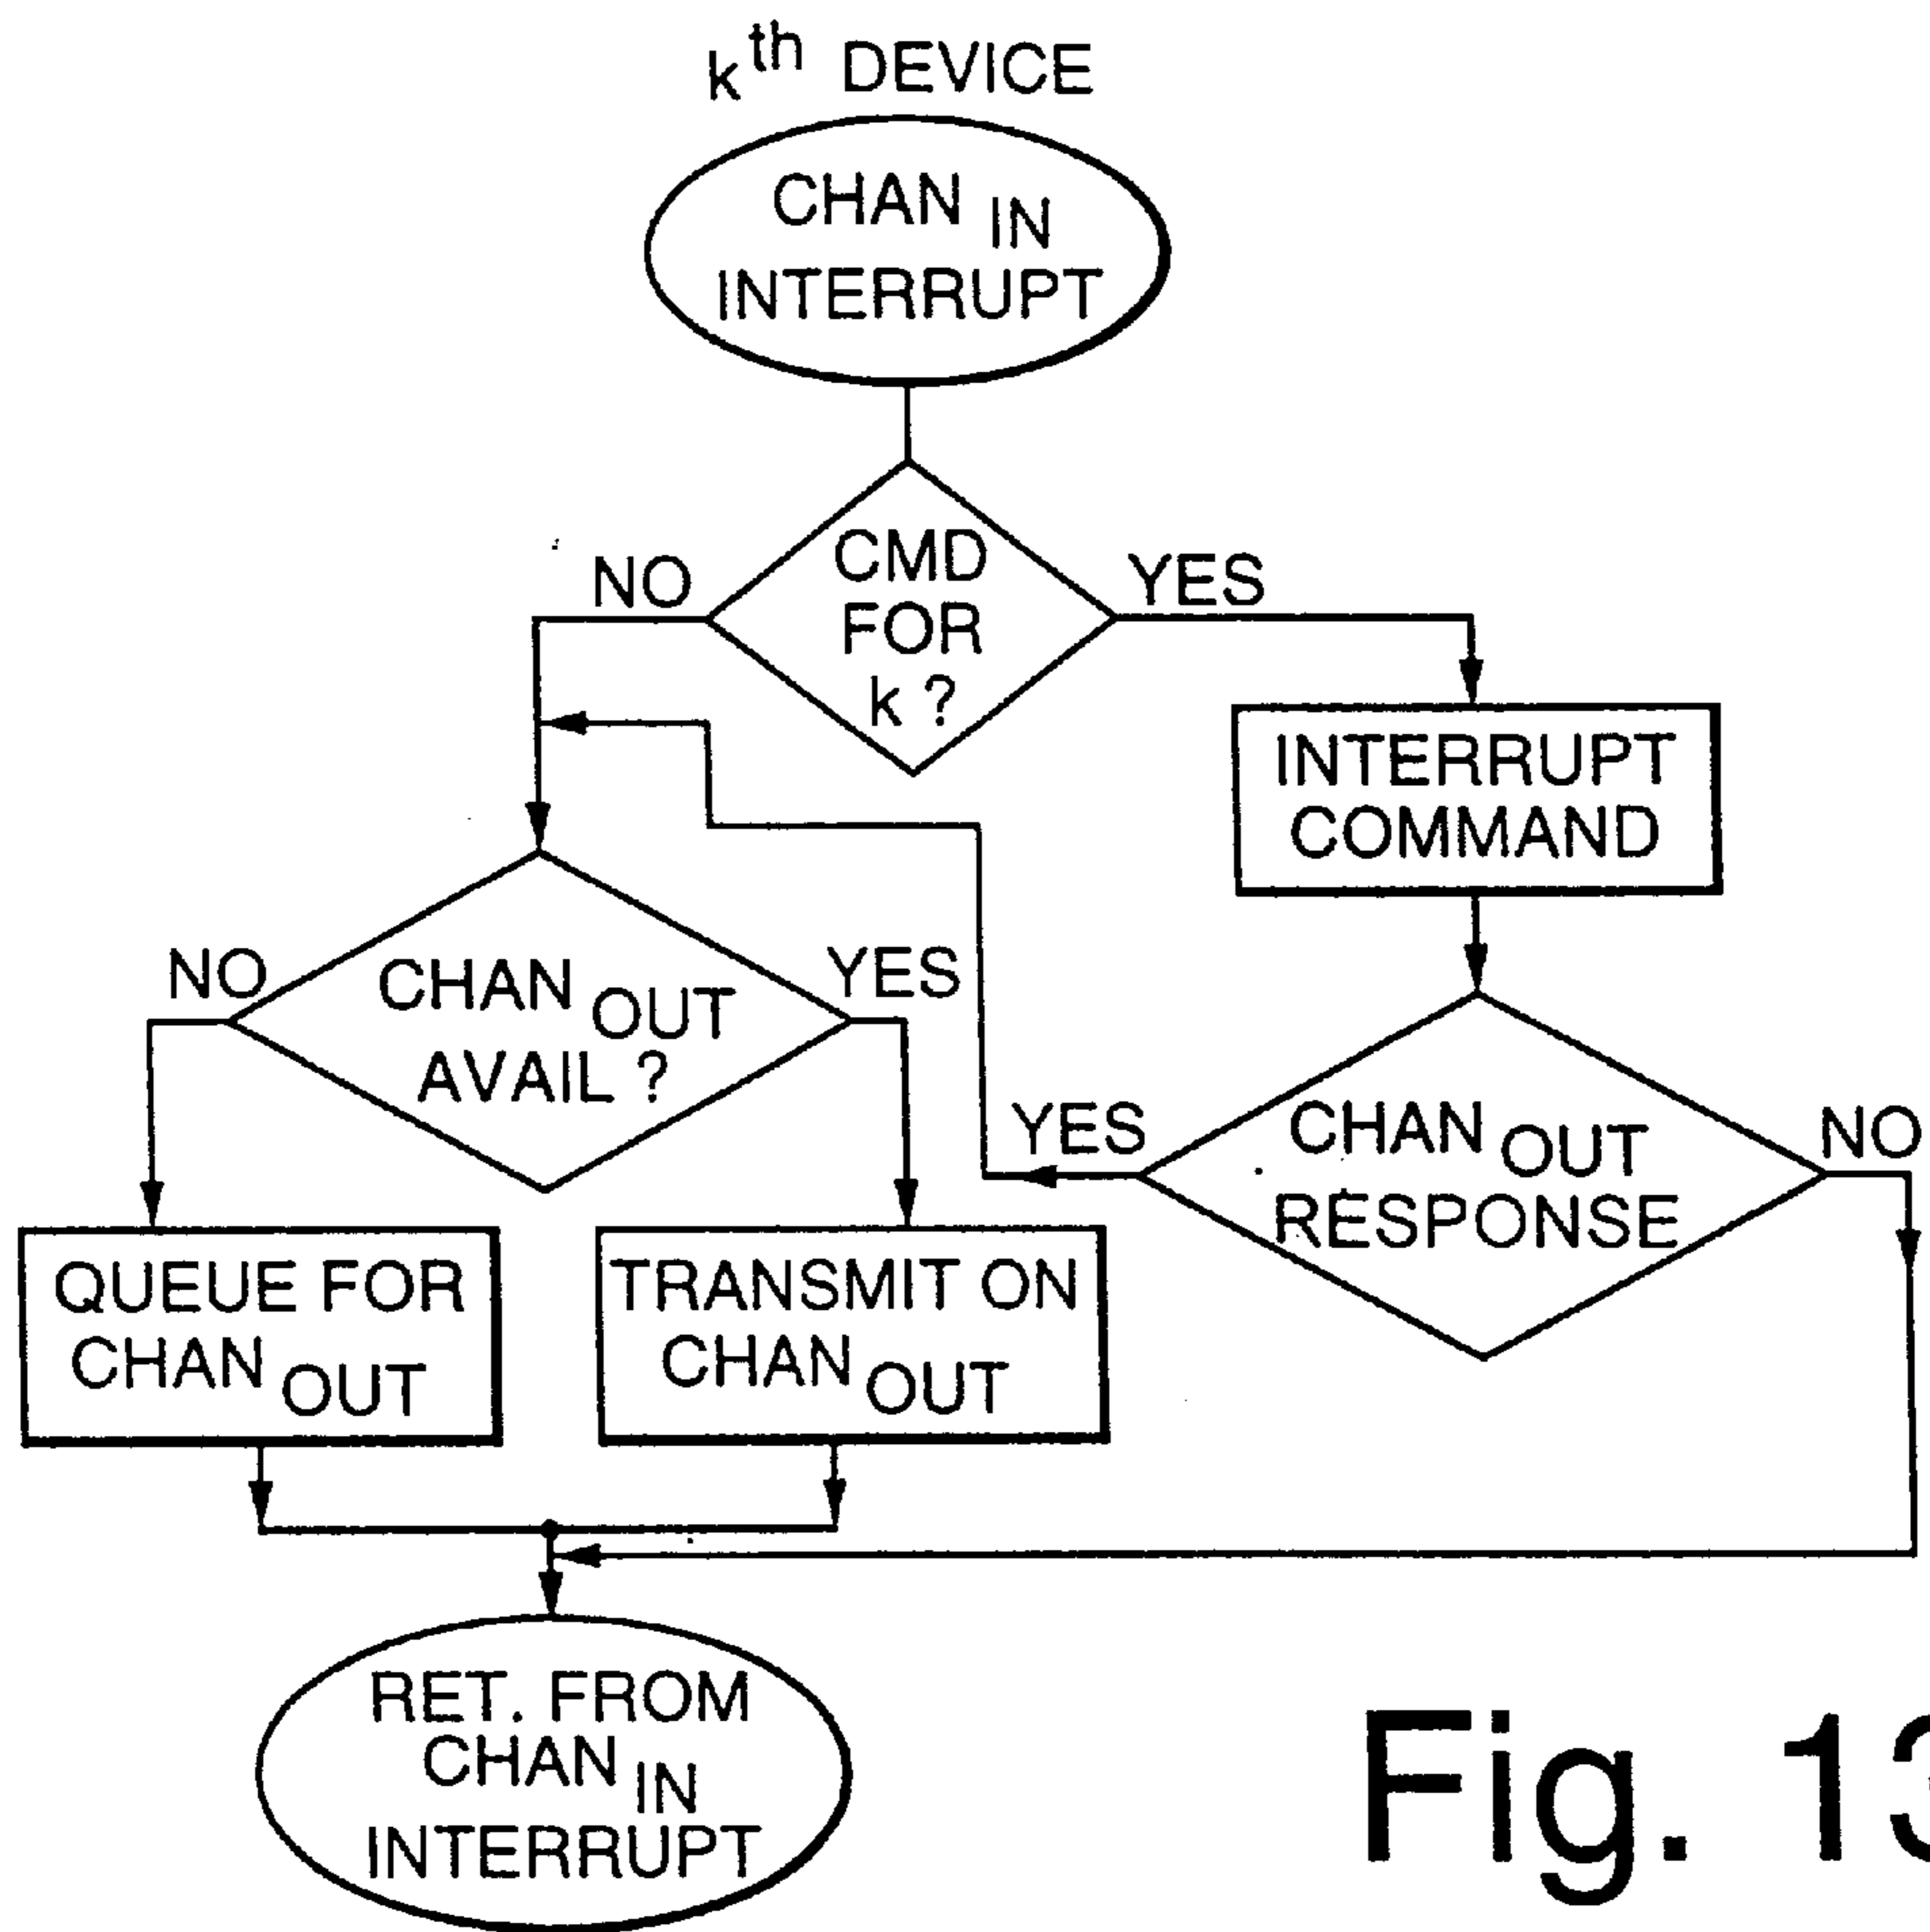 kth DEVICE
CHAN IN
INTERRUPT
CMD
FOR
k ?
NO
YES
INTERRUPT
COMMAND
CHAN OUT
AVAIL ?
NO
YES
CHAN OUT
RESPONSE
YES
NO
QUEUE FOR
CHAN OUT
TRANSMIT ON
CHAN OUT
RET. FROM
CHAN IN
INTERRUPT
Fig. 13